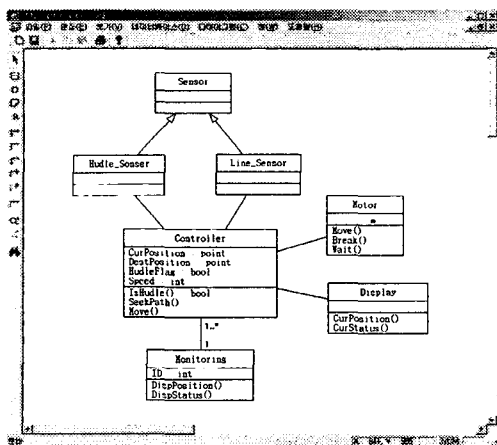 Sensor
Hudle_Sonser
Line_Sensor
Motor
Move()
Break()
Wait()
Controller
CurPosition point
DestPosition point
HudleFlag bool
Speed int
IsHudle() bool
SeekPath()
Move()
Display
CurPosition()
CurStatus()
1..*
1
Monitoring
ID int
DispPosition()
DispStatus()